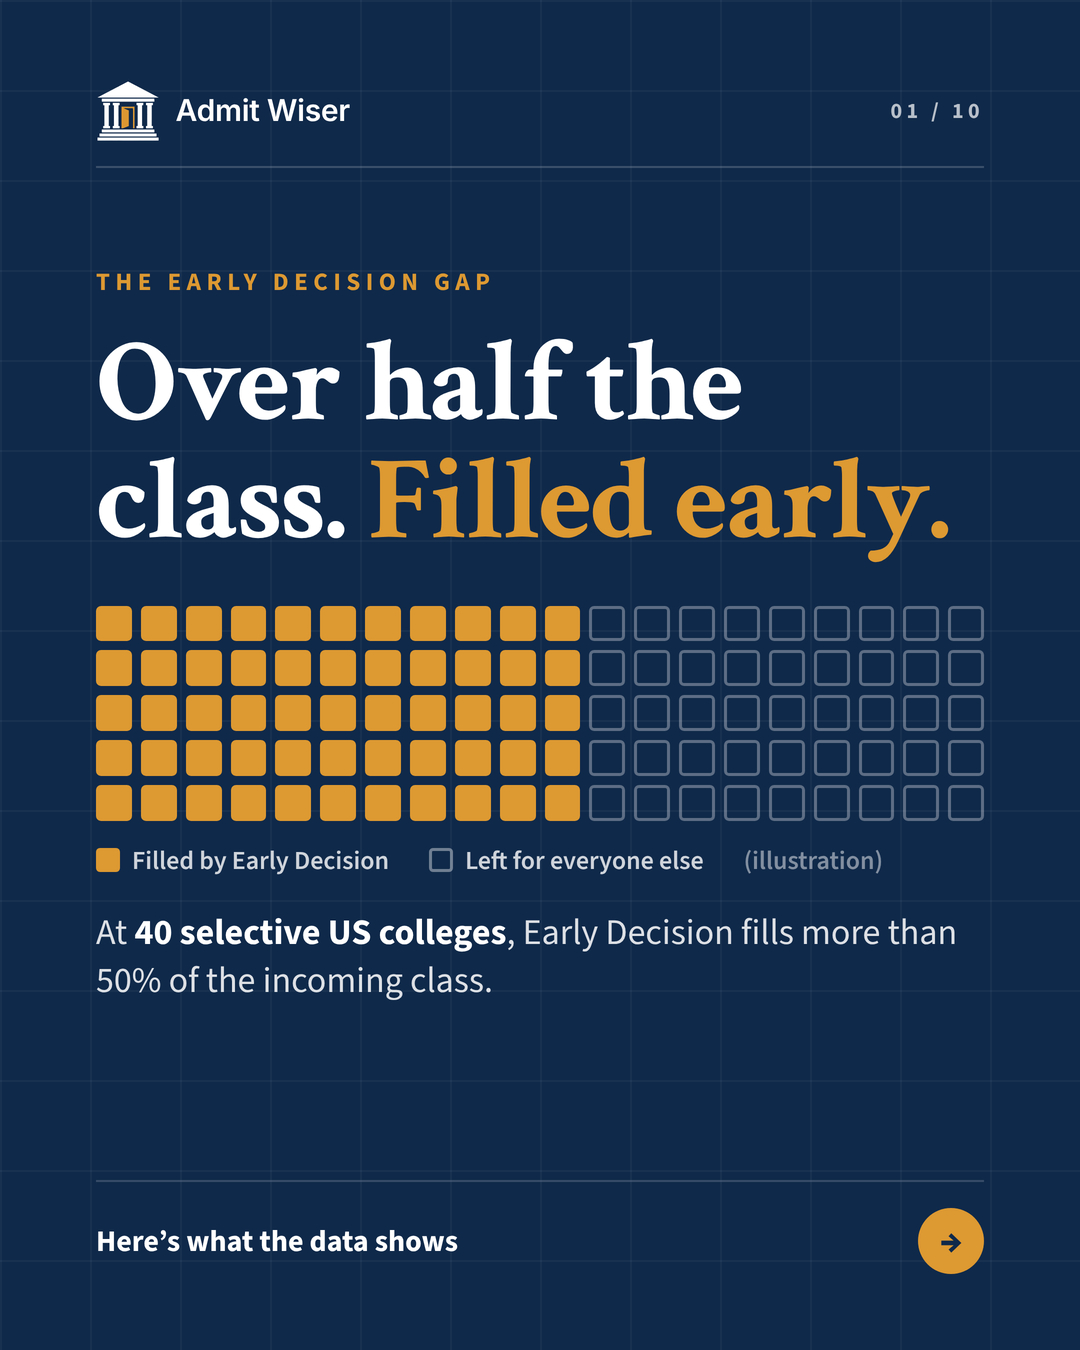 Admit Wiser
01 / 10
THE EARLY DECISION GAP
Over half the
class. Filled early.
Filled by Early Decision
Left for everyone else
(illustration)
At 40 selective US colleges, Early Decision fills more than
50% of the incoming class.
Here’s what the data shows